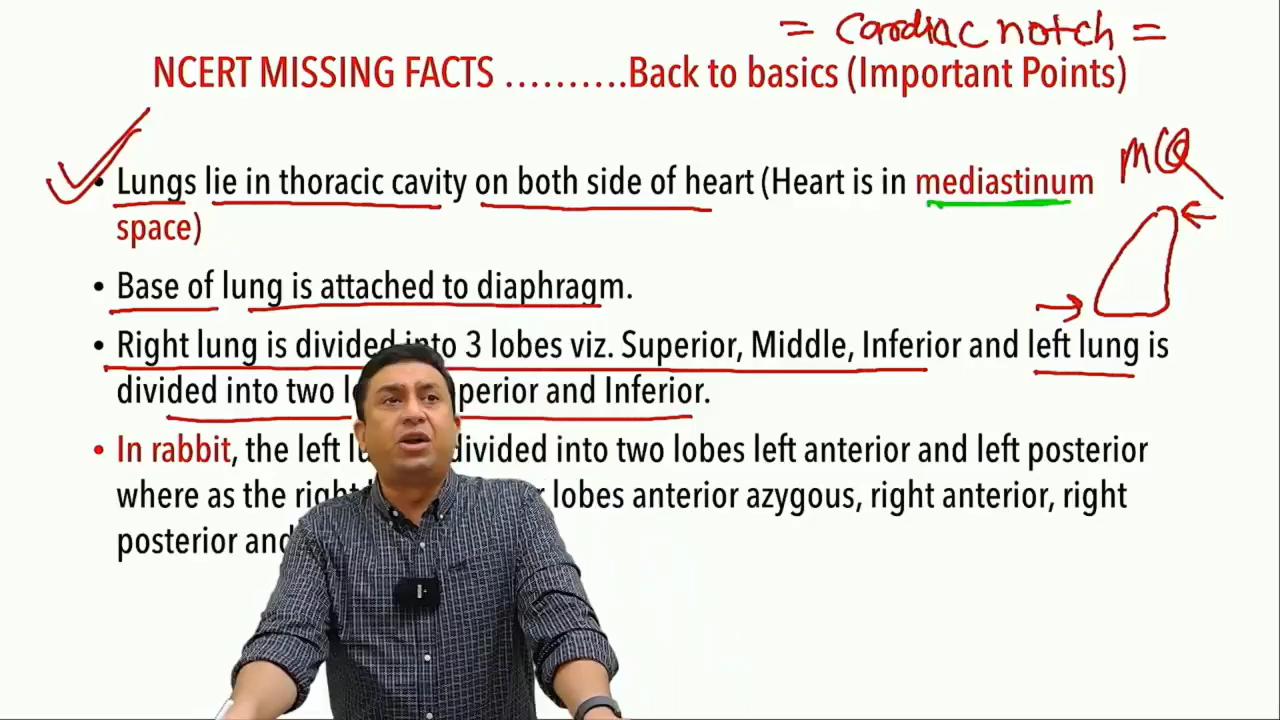 = cardiac notch =
NCERT MISSING FACTS ..........Back to basics (Important Points)
MCQ
• Lungs lie in thoracic cavity on both side of heart (Heart is in mediastinum
space)
• Base of lung is attached to diaphragm.
• Right lung is divided into 3 lobes viz. Superior, Middle, Inferior and left lung is
divided into two perior and Inferior.
• In rabbit, the left divided into two lobes left anterior and left posterior
where as the right lobes anterior azygous, right anterior, right
posterior and